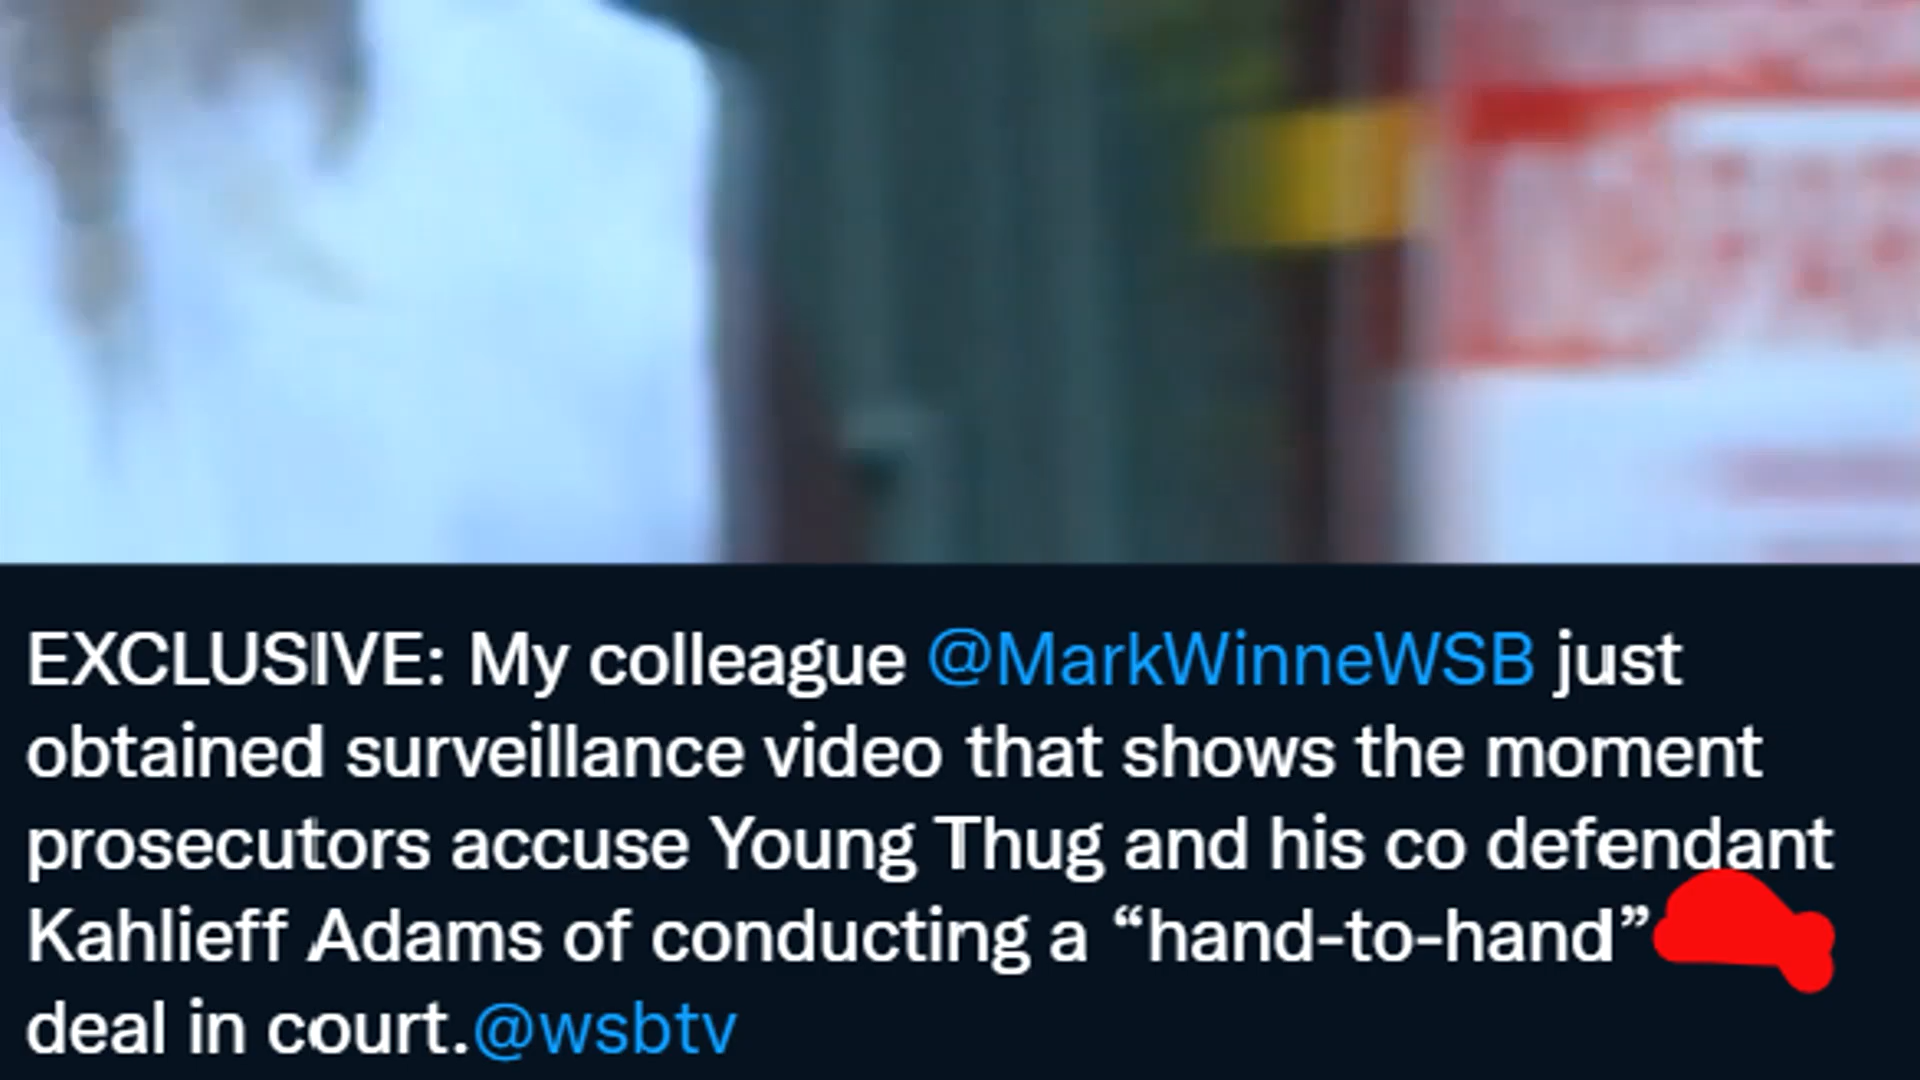 EXCLUSIVE: My colleague @MarkWinneWSB just
obtained surveillance video that shows the moment
prosecutors accuse Young Thug and his co defendant
Kahlieff Adams of conducting a “hand-to-hand”
deal in court.@wsbtv